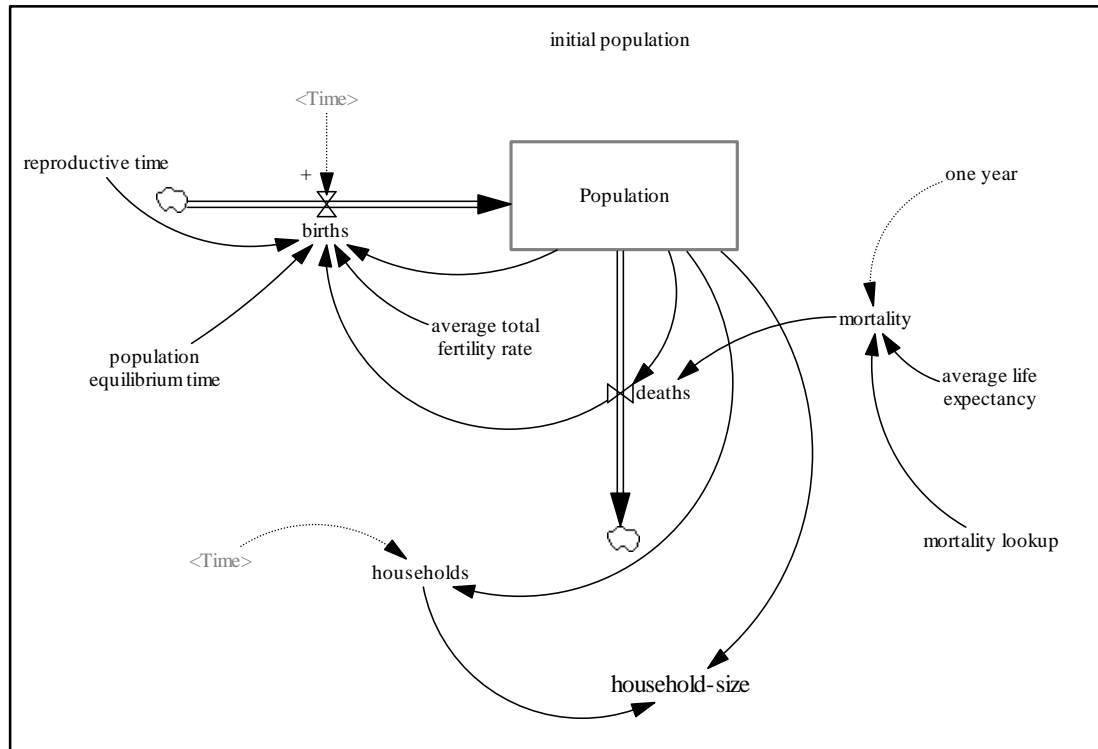 initial population
<Time>
reproductive time
+
Population
one year
births
mortality
average total
fertility rate
population
equilibrium time
deaths
average life
expectancy
mortality lookup
<Time>
households
household-size